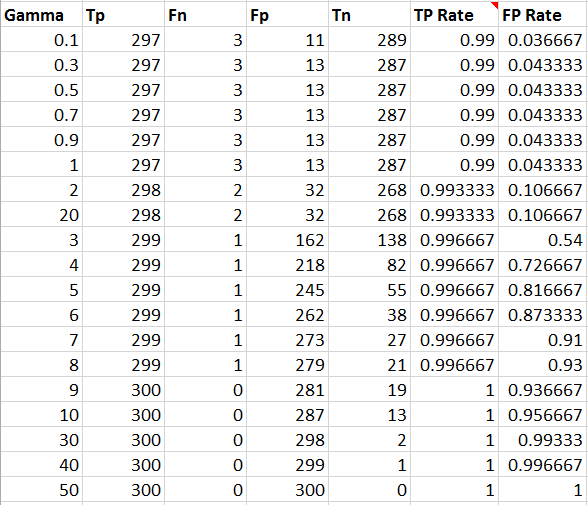 Gamma Tp Fn Fp Tn TP Rate FP Rate
0.1 297 3 11 289 0.99 0.036667
0.3 297 3 13 287 0.99 0.043333
0.5 297 3 13 287 0.99 0.043333
0.7 297 3 13 287 0.99 0.043333
0.9 297 3 13 287 0.99 0.043333
1 297 3 13 287 0.99 0.043333
2 298 2 32 268 0.993333 0.106667
20 298 2 32 268 0.993333 0.106667
3 299 1 162 138 0.996667 0.54
4 299 1 218 82 0.996667 0.726667
5 299 1 245 55 0.996667 0.816667
6 299 1 262 38 0.996667 0.873333
7 299 1 273 27 0.996667 0.91
8 299 1 279 21 0.996667 0.93
9 300 0 281 19 1 0.936667
10 300 0 287 13 1 0.956667
30 300 0 298 2 1 0.99333
40 300 0 299 1 1 0.996667
50 300 0 300 0 1 1